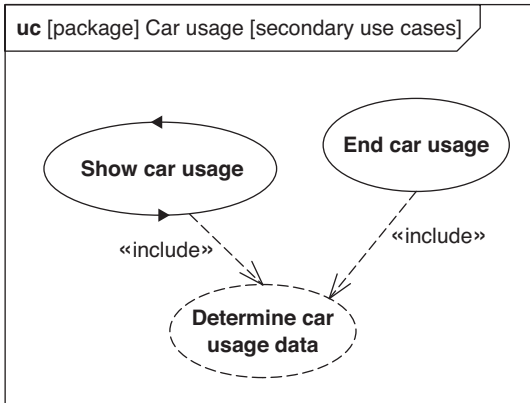 uc [package] Car usage [secondary use cases]
Show car usage
End car usage
«include»
«include»
Determine car
usage data